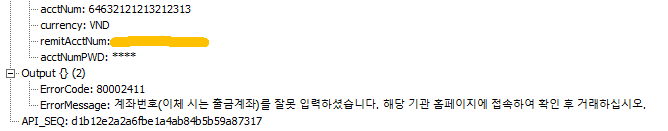 acctNum: 64632121213212313
currency: VND
remitAcctNum:
acctNumPWD: ****
Output {} (2)
ErrorCode: 80002411
ErrorMessage: 계좌번호(이체 시는 출금계좌)를 잘못 입력하셨습니다. 해당 기관 홈페이지에 접속하여 확인 후 거래하십시오.
API_SEQ: d1b12e2a2a6fbe1a4ab84b5b59a87317